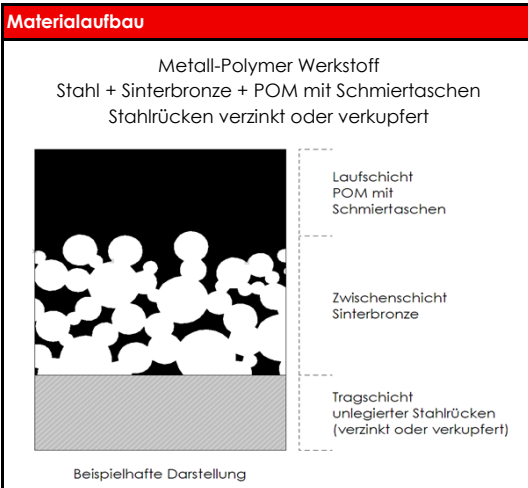 Materialaufbau
Metall-Polymer Werkstoff
Stahl + Sinterbronze + POM mit Schmiertaschen
Stahlrücken verzinkt oder verkupfert
Laufschicht
POM mit
Schmiertaschen
Zwischenschicht
Sinterbronze
Tragschicht
unlegierter Stahlrücken
(verzinkt oder verkupfert)
Beispielhafte Darstellung